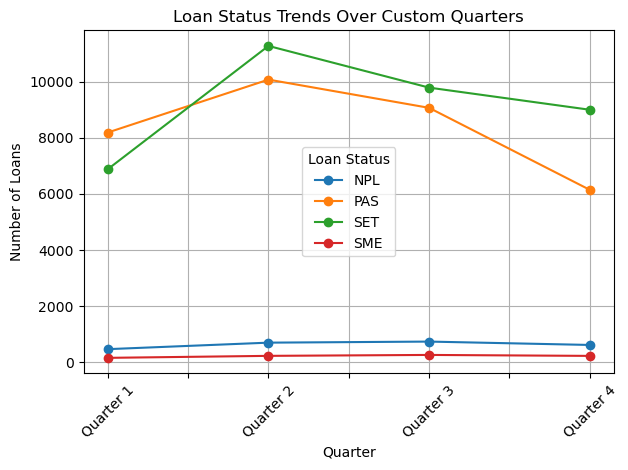 Loan Status Trends Over Custom Quarters
Number of Loans
10000
8000
6000
4000
2000
0
Loan Status
NPL
PAS
SET
SME
Quarter 1
Quarter 2
Quarter 3
Quarter 4
Quarter